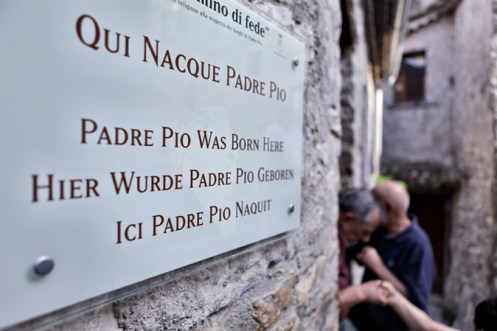 mino di fede"
Qui Nacque Padre Pio
Padre Pio Was Born Here
Hier Wurde Padre Pio Geboren
Ici Padre Pio Naquit